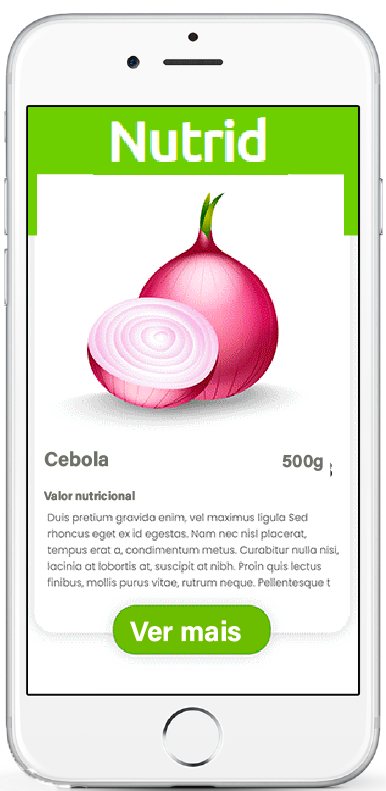 Nutrid
Cebola
500g
Valor nutricional
Duis pretium gravida enim, vel maximus ligula Sed
rhoncus eget ex id egestas. Nam nec nisl placerat,
tempus erat a, condimentum metus. Curabitur nulla nisi,
lacinia at lobortis at, suscipit at nibh. Proin quis lectus
finibus, mollis purus vitae, rutrum neque. Pellentesque t
Ver mais